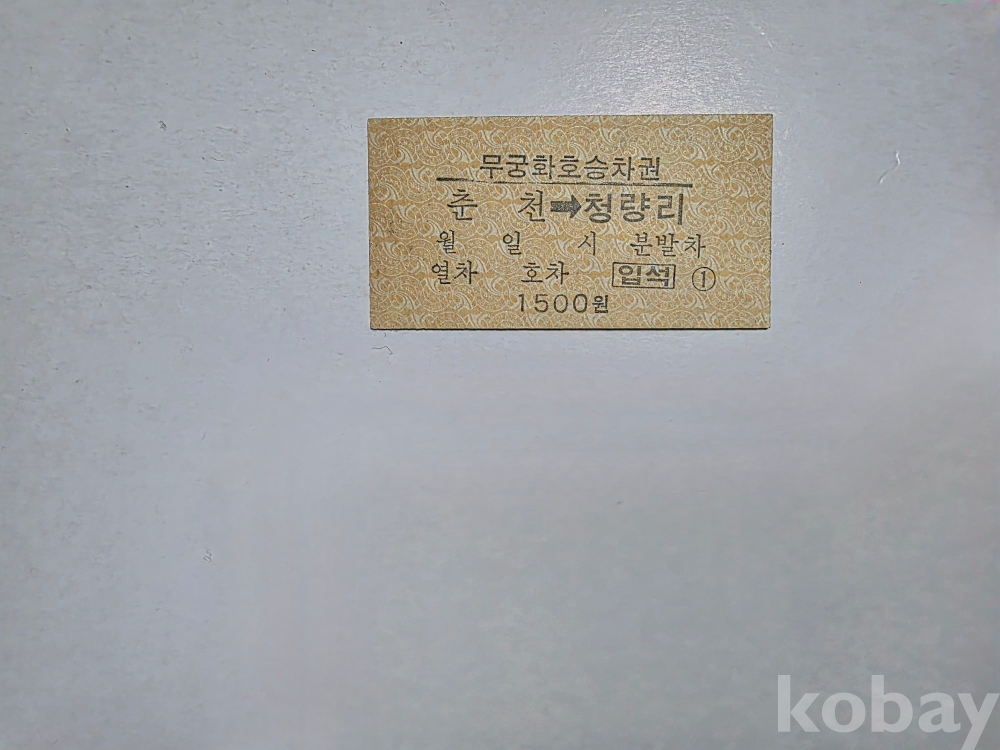 무궁화호승차권
춘 천➡청량리
월 일 시 분발차
열차 호차 입석 ①
1500원
kobay